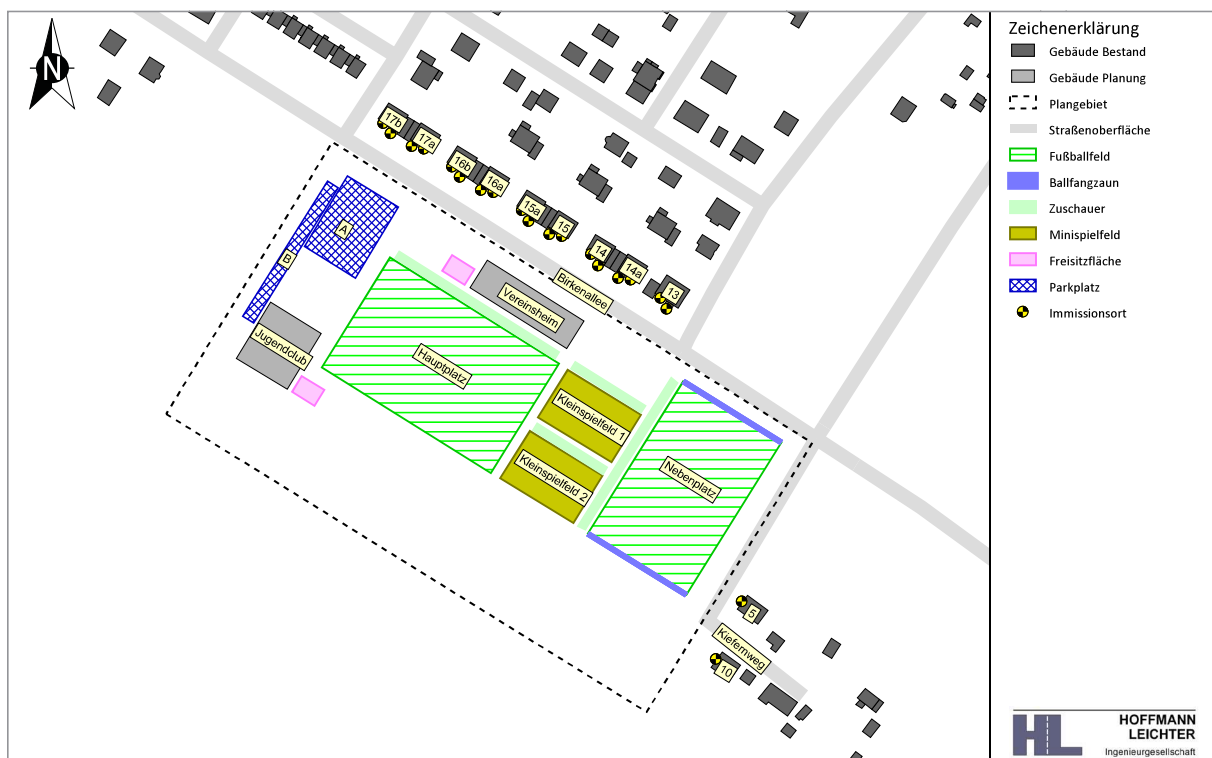 N
17b
17a
16b
16a
15a
15
14
14a
13
A
B
Birkenallee
Vereinsheim
Jugendclub
Hauptplatz
Kleinspielfeld 1
Kleinspielfeld 2
Nebenplatz
5
Kiefernweg
10
Zeichenerklärung
Gebäude Bestand
Gebäude Planung
Plangebiet
Straßenoberfläche
Fußballfeld
Ballfangzaun
Zuschauer
Minispielfeld
Freisitzfläche
Parkplatz
Immissionsort
HL
HOFFMANN
LEICHTER
Ingenieurgesellschaft